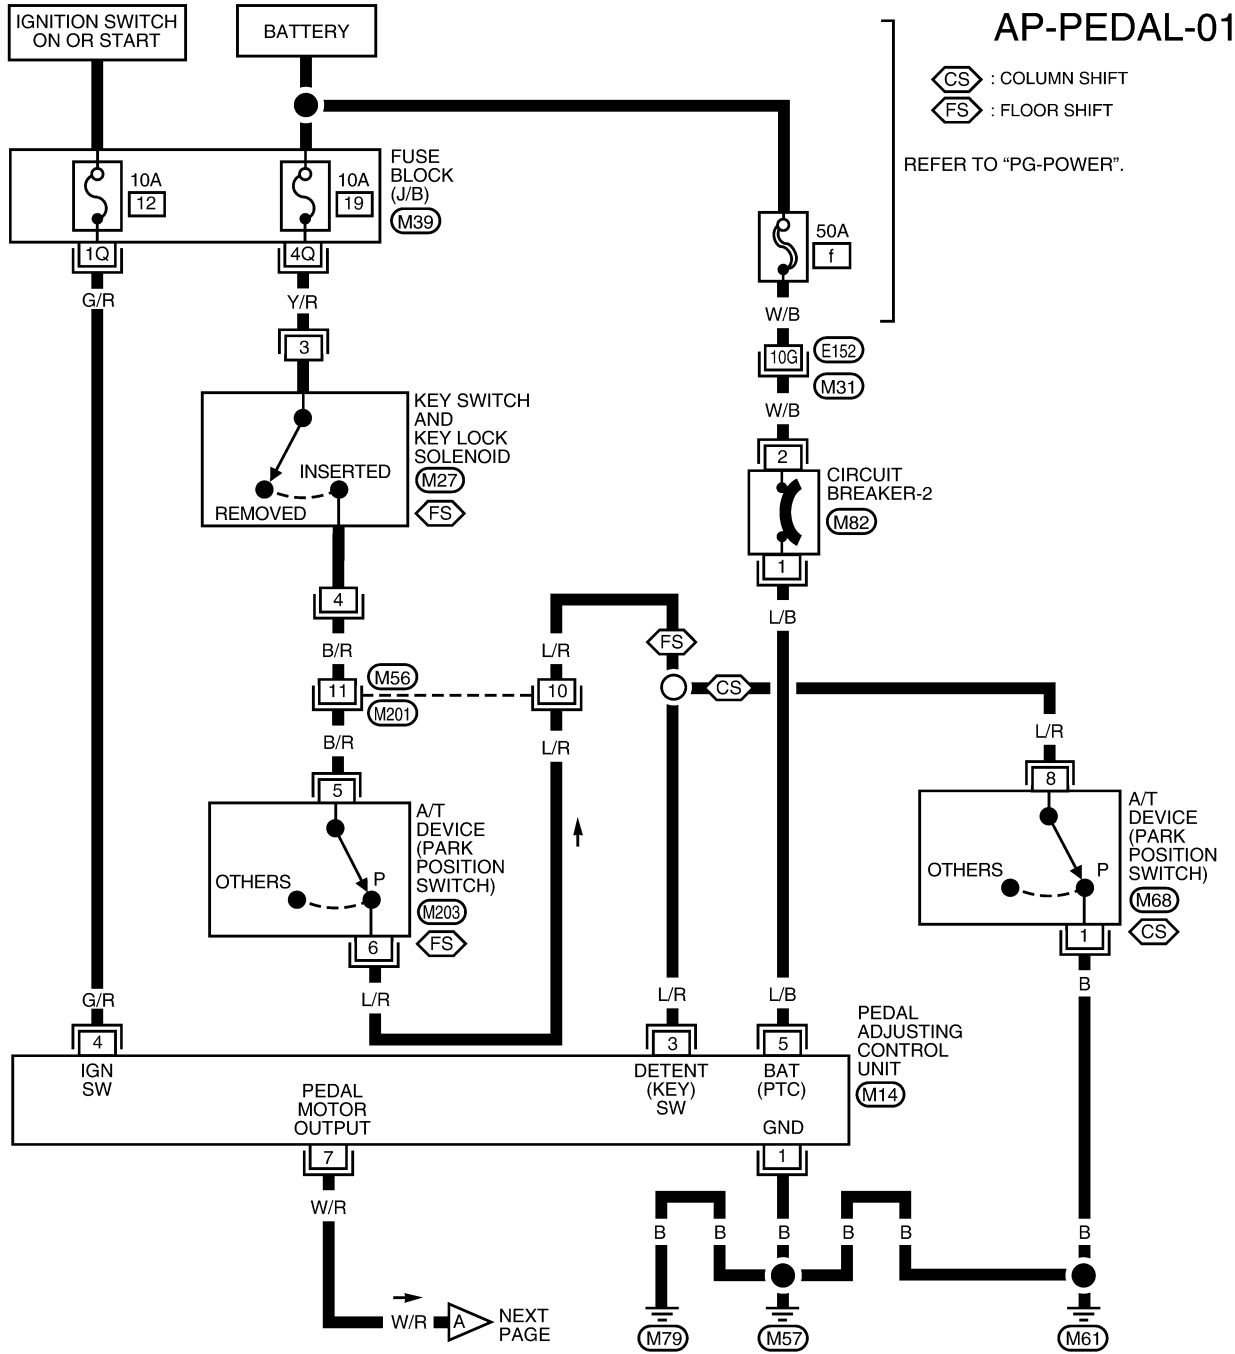 IGNITION SWITCH
ON OR START
BATTERY
AP-PEDAL-01
CS : COLUMN SHIFT
FS : FLOOR SHIFT
REFER TO “PG-POWER”.
10A
12
10A
19
FUSE
BLOCK
(J/B)
M39
50A
f
1Q
4Q
G/R
Y/R
W/B
3
10G
E152
M31
W/B
KEY SWITCH
AND
KEY LOCK
SOLENOID
M27
FS
INSERTED
REMOVED
2
CIRCUIT
BREAKER-2
M82
1
4
L/B
B/R
L/R
FS
11
M56
M201
10
CS
B/R
L/R
L/R
5
8
A/T
DEVICE
(PARK
POSITION
SWITCH)
M203
FS
OTHERS
P
6
A/T
DEVICE
(PARK
POSITION
SWITCH)
M68
CS
OTHERS
P
1
B
G/R
L/R
L/R
L/B
4
3
5
PEDAL
ADJUSTING
CONTROL
UNIT
M14
IGN
SW
PEDAL
MOTOR
OUTPUT
DETENT
(KEY)
SW
BAT
(PTC)
GND
7
1
W/R
B
B
B
B
B
B
W/R
A
NEXT
PAGE
M79
M57
M61